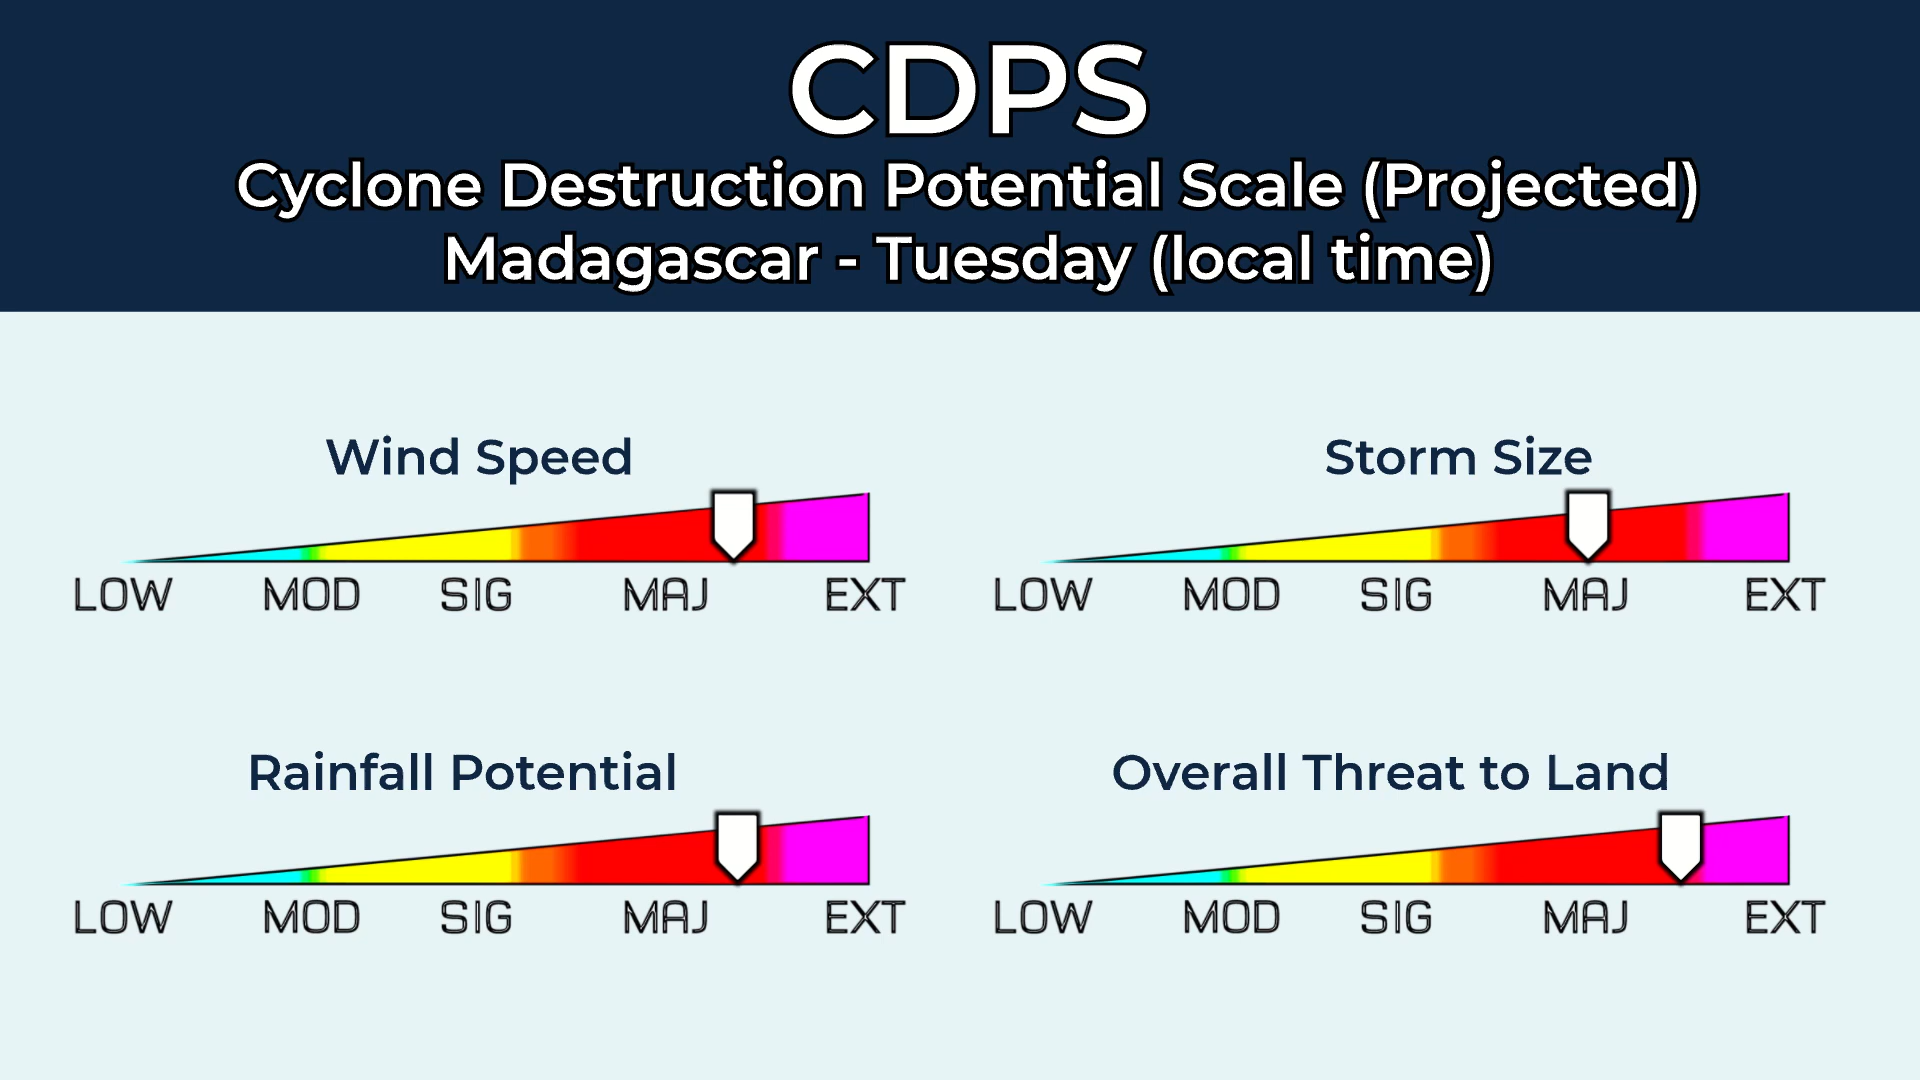 CDPS
Cyclone Destruction Potential Scale (Projected)
Madagascar - Tuesday (local time)
Wind Speed
LOW MOD SIG MAJ EXT
Storm Size
LOW MOD SIG MAJ EXT
Rainfall Potential
LOW MOD SIG MAJ EXT
Overall Threat to Land
LOW MOD SIG MAJ EXT